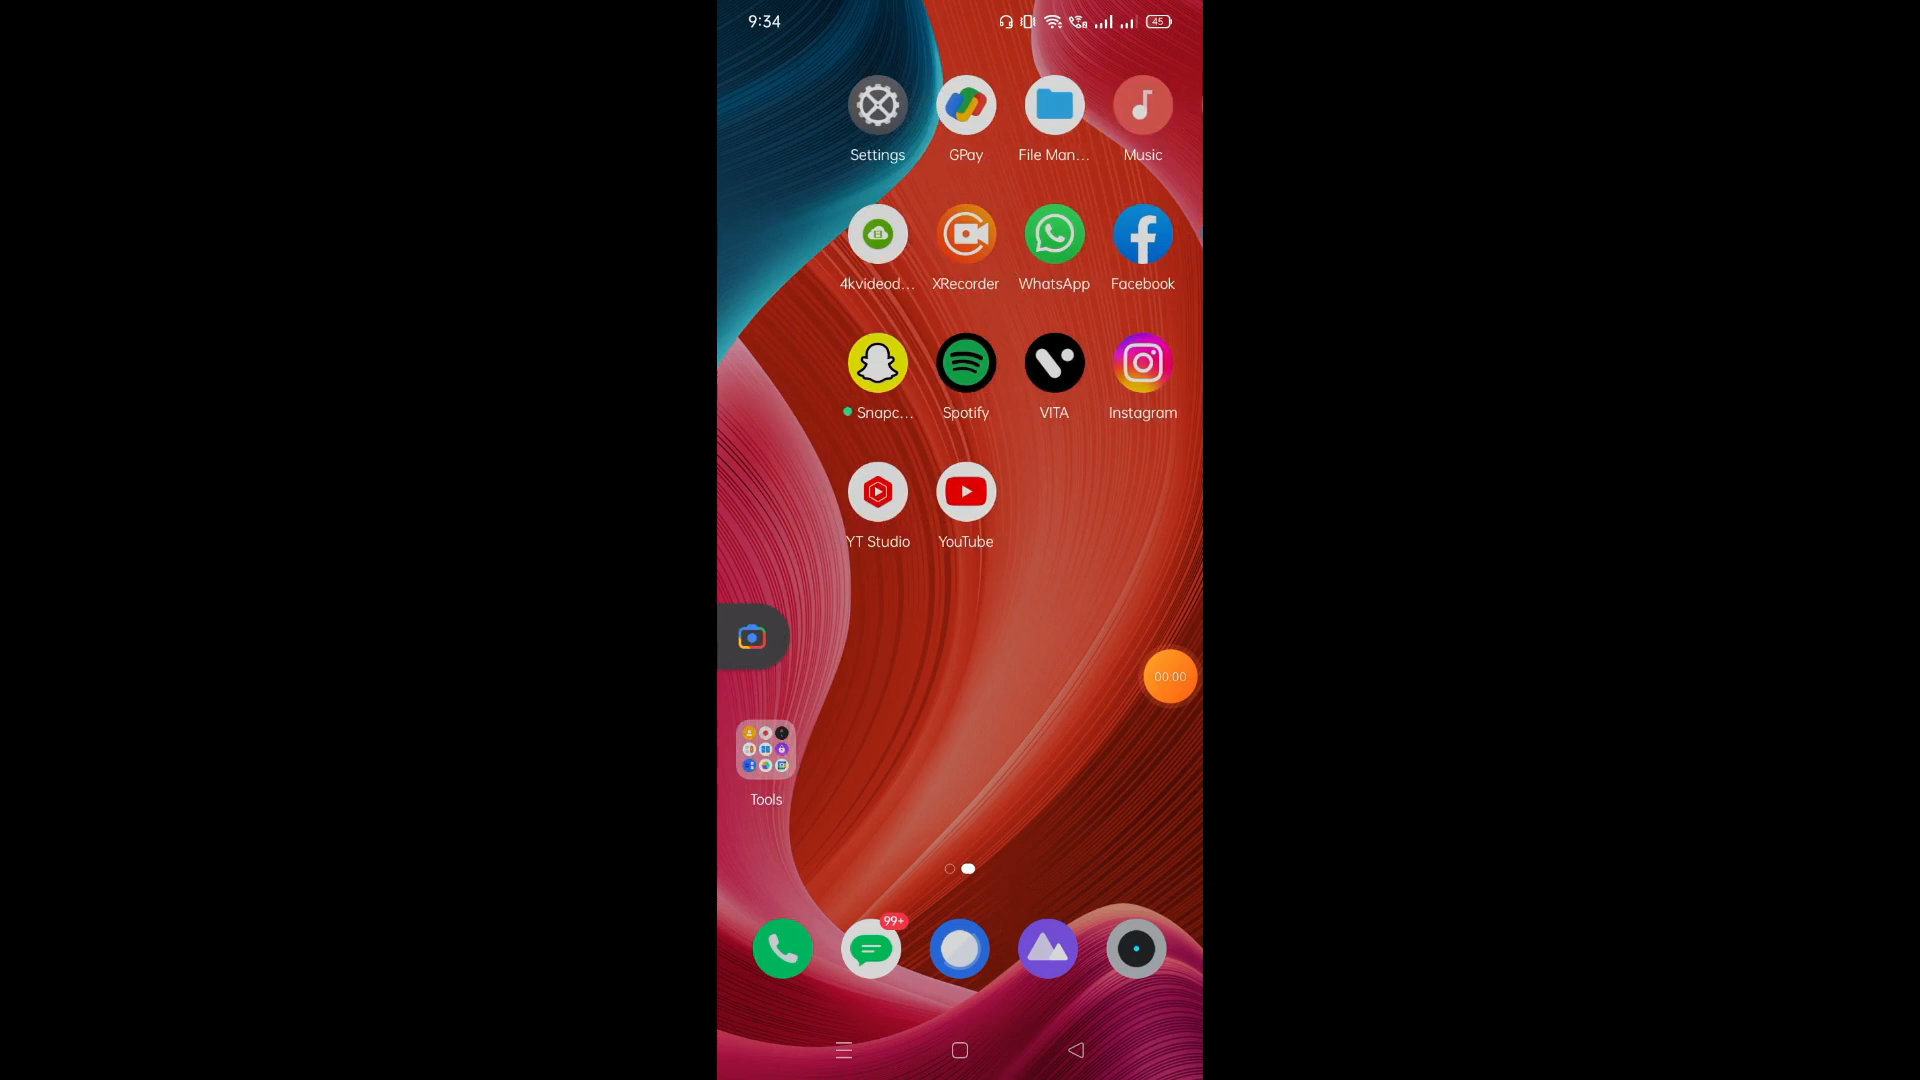 9:34
45
Settings GPay File Man... Music
4kvideod... XRecorder WhatsApp Facebook
Snapc... Spotify VITA Instagram
YT Studio YouTube
00:00
Tools
99+